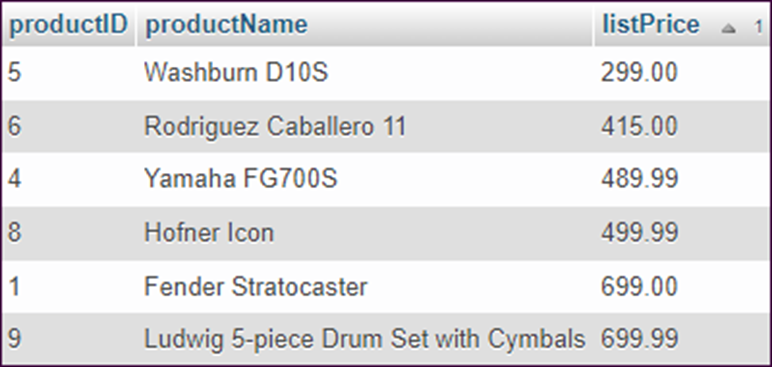 productID productName listPrice 1
5 Washburn D10S 299.00
6 Rodriguez Caballero 11 415.00
4 Yamaha FG700S 489.99
8 Hofner Icon 499.99
1 Fender Stratocaster 699.00
9 Ludwig 5-piece Drum Set with Cymbals 699.99